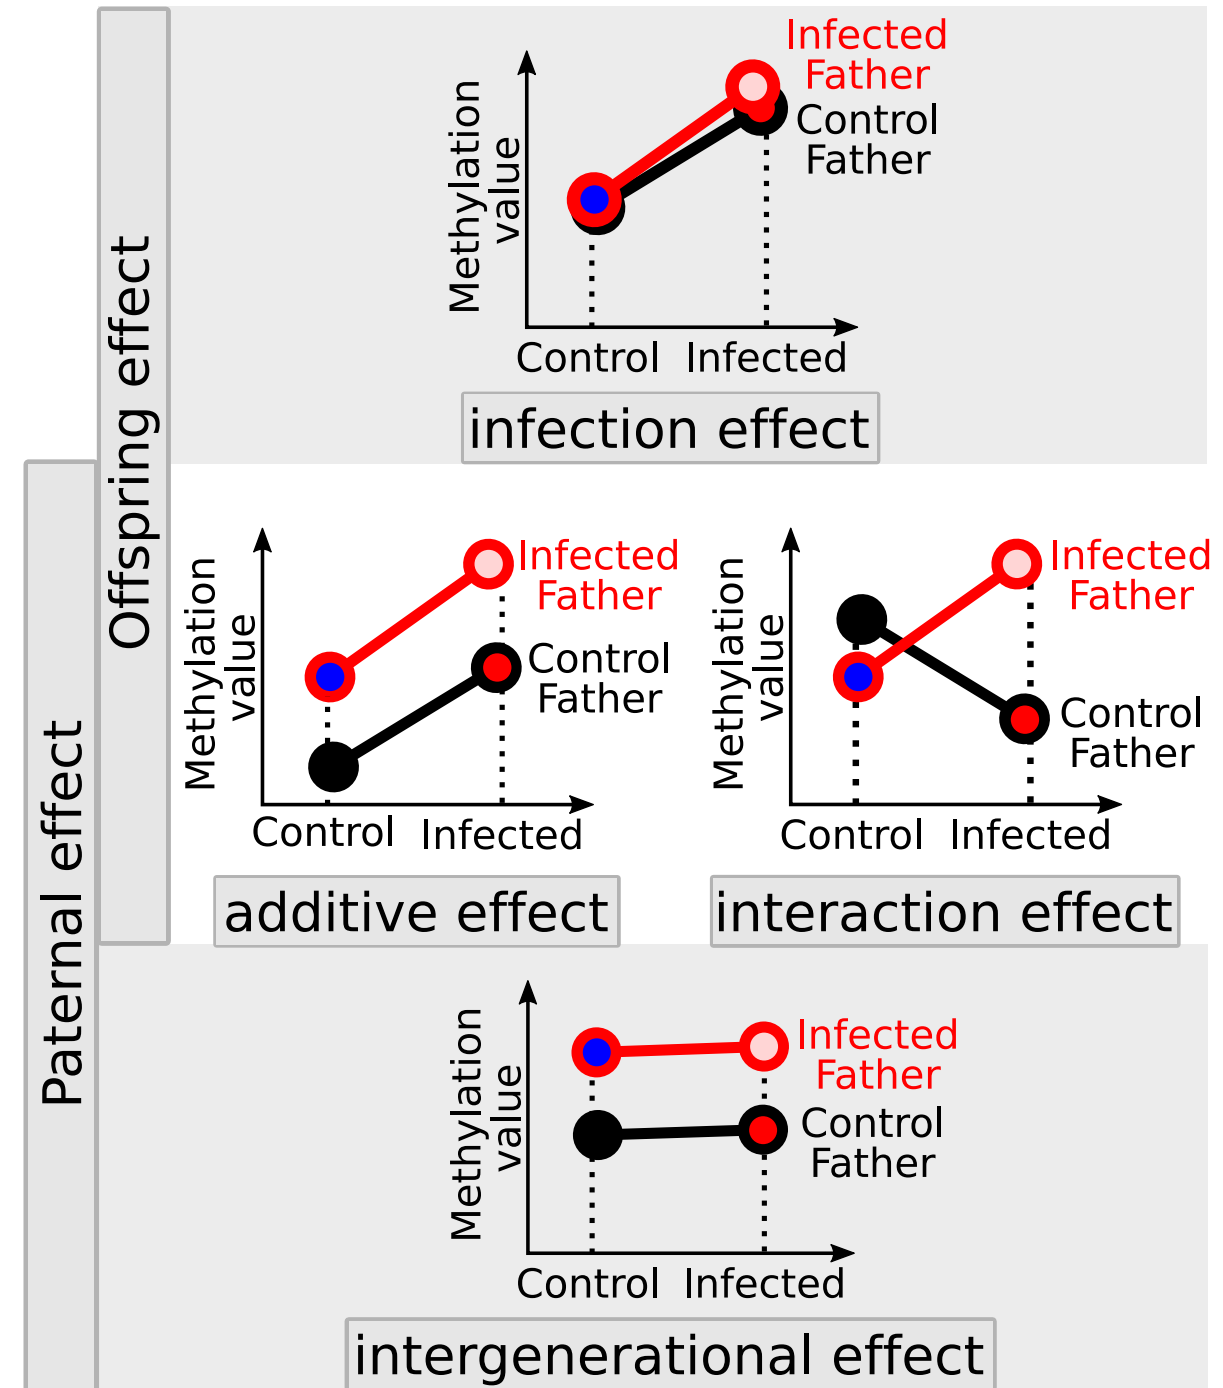 Offspring effect
Paternal effect
Methylation
value
Infected
Father
Control
Father
Control Infected
infection effect
Methylation
value
Infected
Father
Control
Father
Control Infected
additive effect
Methylation
value
Infected
Father
Control
Father
Control Infected
interaction effect
Methylation
value
Infected
Father
Control
Father
Control Infected
intergenerational effect